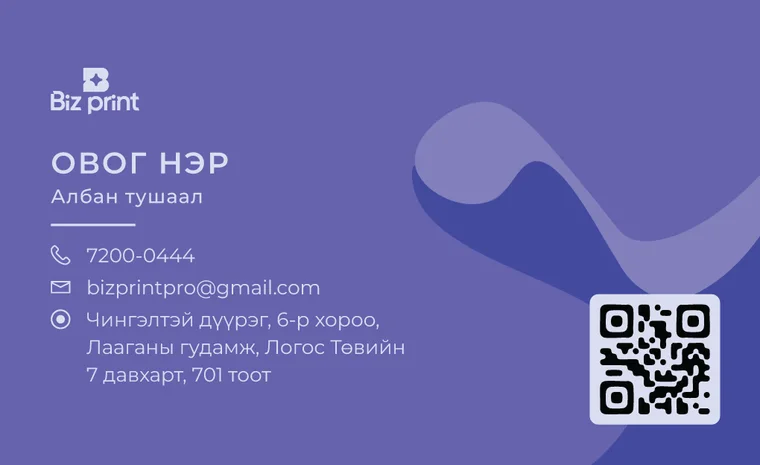 Biz print
ОВОГ НЭР
Албан тушаал
7200-0444
bizprintpro@gmail.com
Чингэлтэй дүүрэг, 6-р хороо,
Лааганы гудамж, Логос Төвийн
7 давхарт, 701 тоот